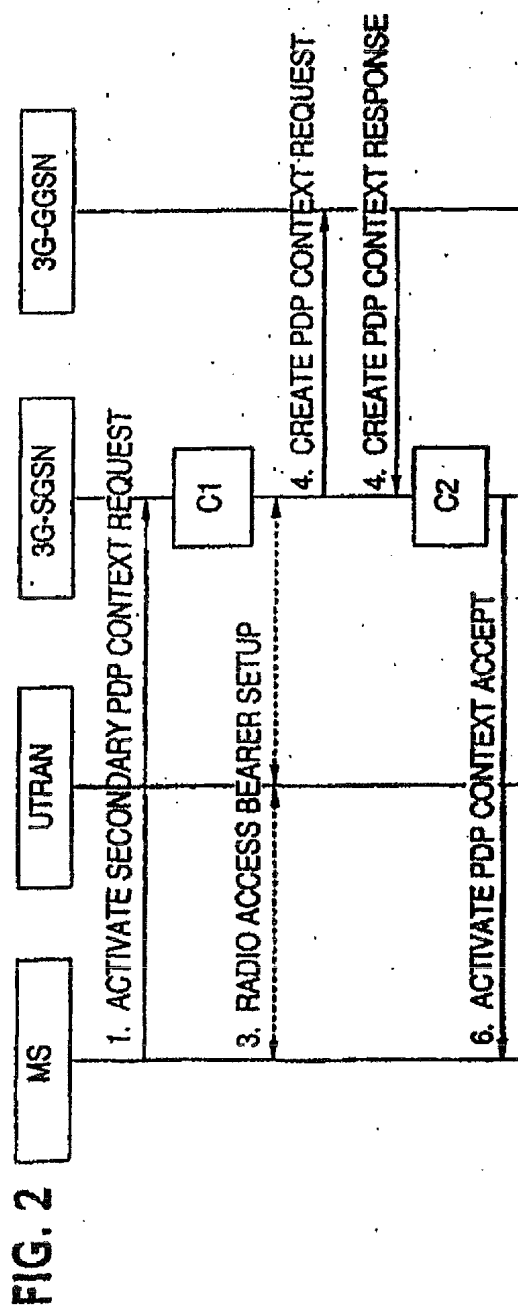 FIG. 2
MS
UTRAN
3G-SGSN
3G-GGSN
1. ACTIVATE SECONDARY PDP CONTEXT REQUEST
C1
3. RADIO ACCESS BEARER SETUP
4. CREATE PDP CONTEXT REQUEST
4. CREATE PDP CONTEXT RESPONSE
C2
6. ACTIVATE PDP CONTEXT ACCEPT